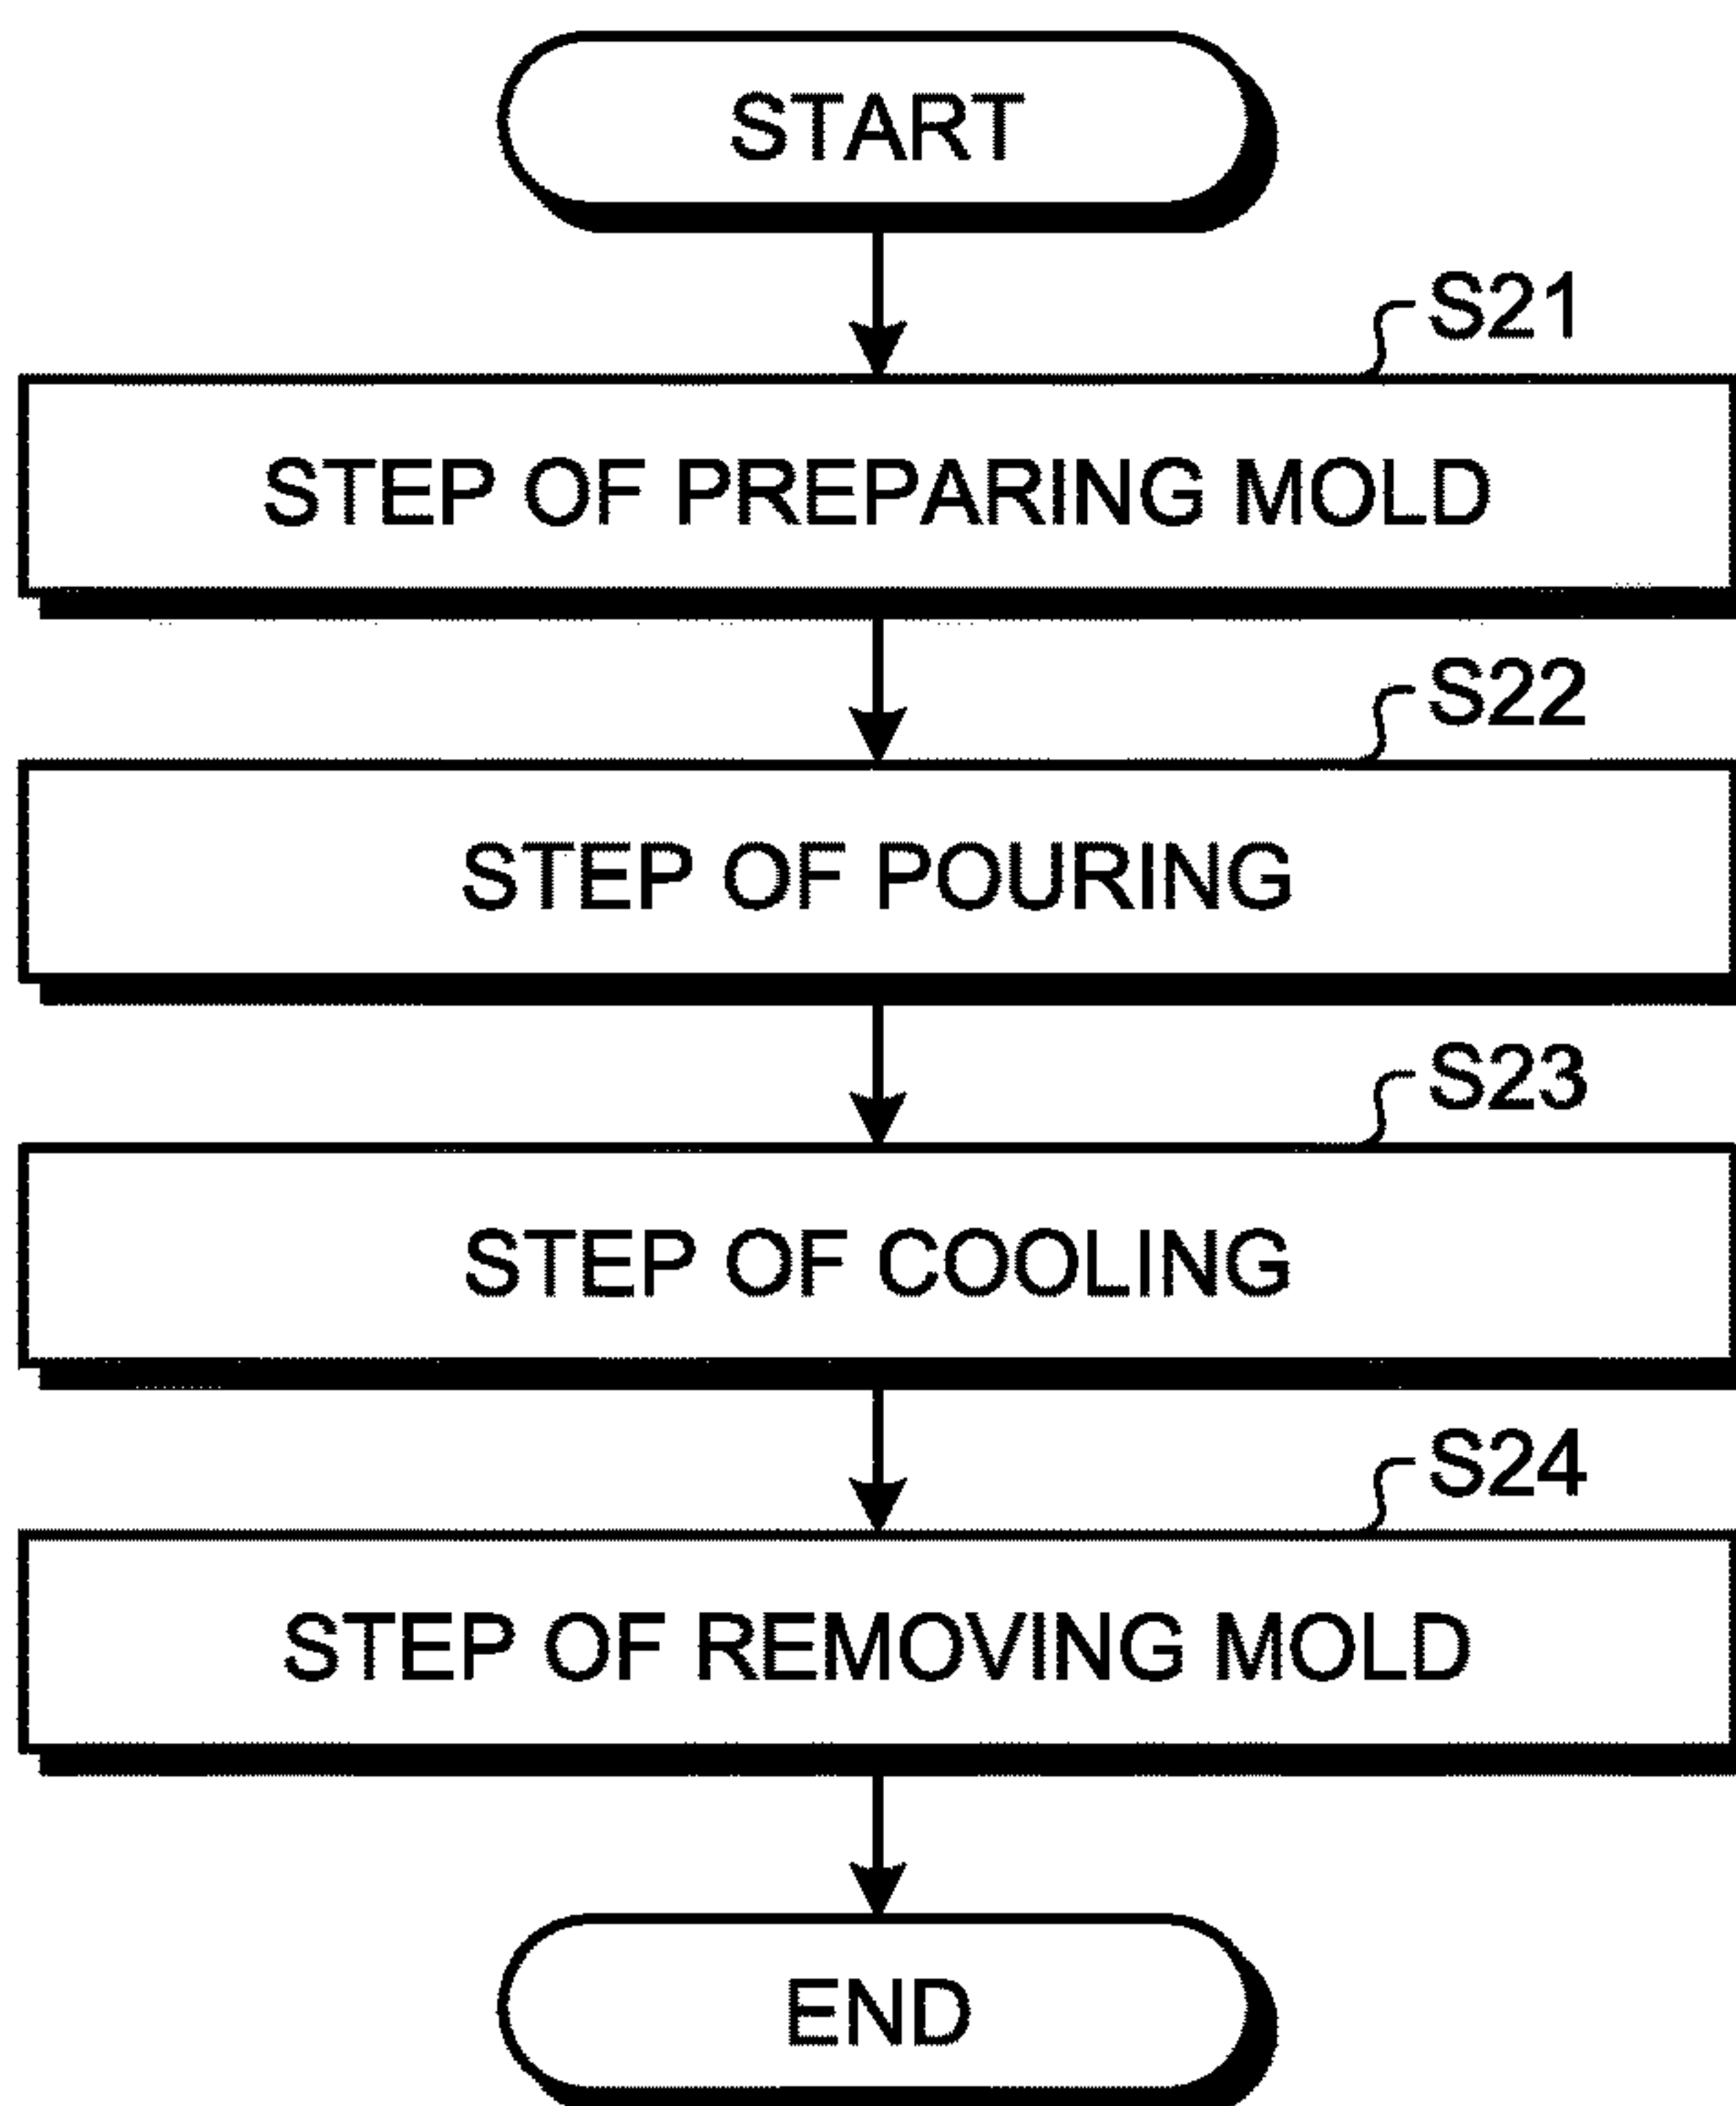 START
S21
STEP OF PREPARING MOLD
S22
STEP OF POURING
S23
STEP OF COOLING
S24
STEP OF REMOVING MOLD
END